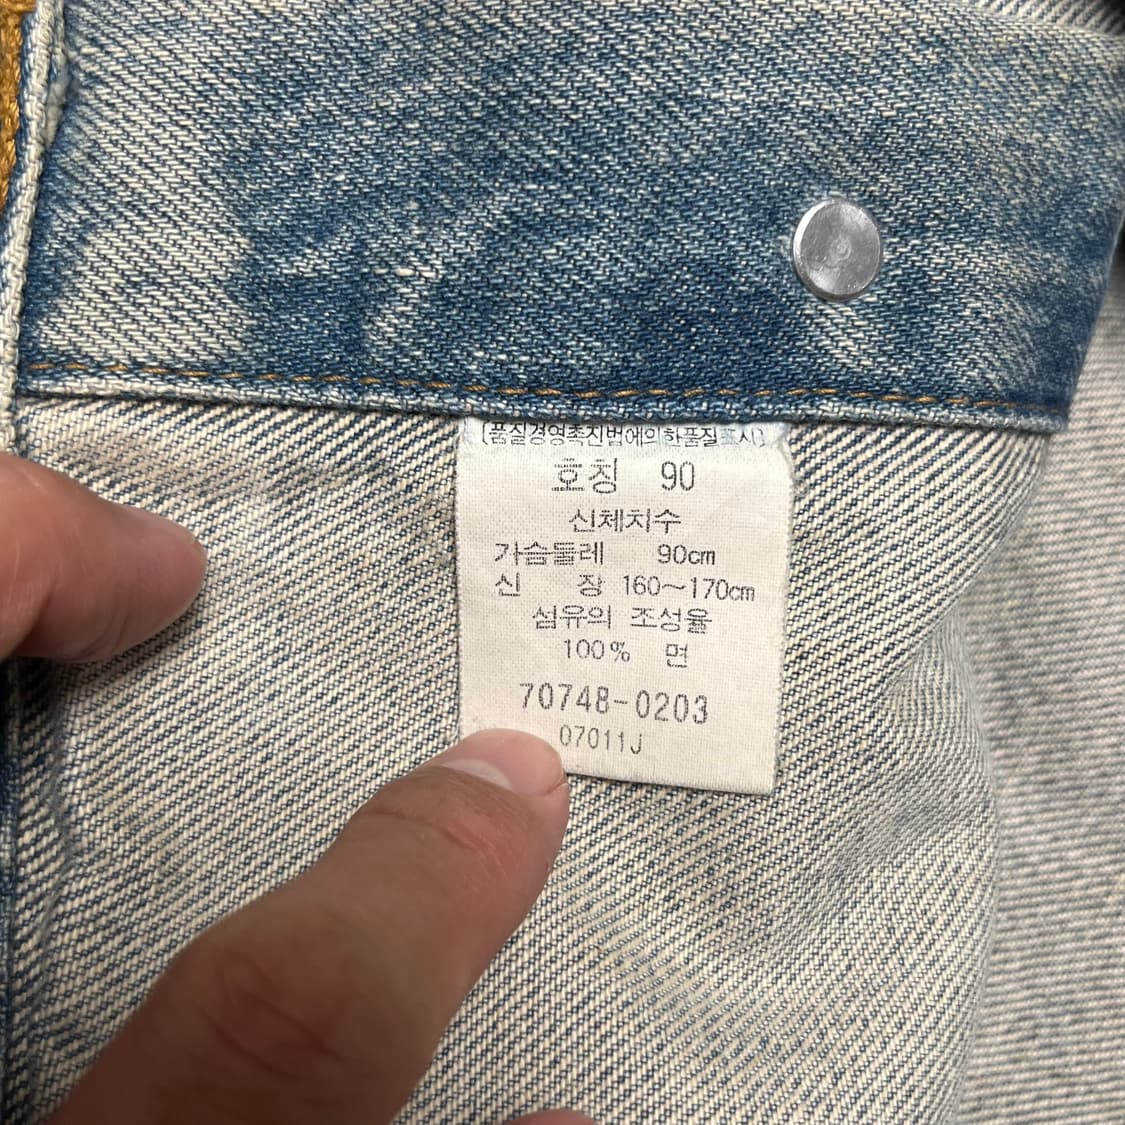 [품질경영촉진법에의한품질표시]
호칭 90
신체치수
가슴둘레 90cm
신 장 160~170cm
섬유의 조성율
100% 면
70748-0203
07011J